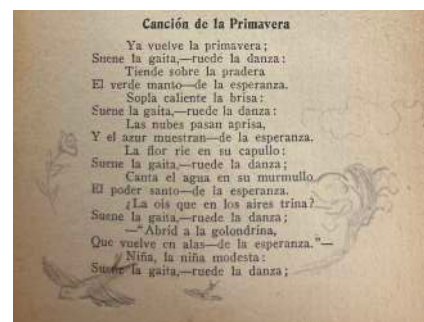 Canción de la Primavera
Ya vuelve la primavera;
Suene la gaita,—ruede la danza:
Tiende sobre la pradera
El verde manto—de la esperanza.
Sopla caliente la brisa:
Suene la gaita,—ruede la danza:
Las nubes pasan aprisa,
Y el azur muestran—de la esperanza.
La flor rie en su capullo:
Suene la gaita,—ruede la danza;
Canta el agua en su murmullo
El poder santo—de la esperanza.
¿La ois que en los aires trina?
Suene la gaita,—ruede la danza;
—"Abrid a la golondrina,
Que vuelve en alas—de la esperanza."—
Niña, la niña modesta:
Suene la gaita,—ruede la danza;